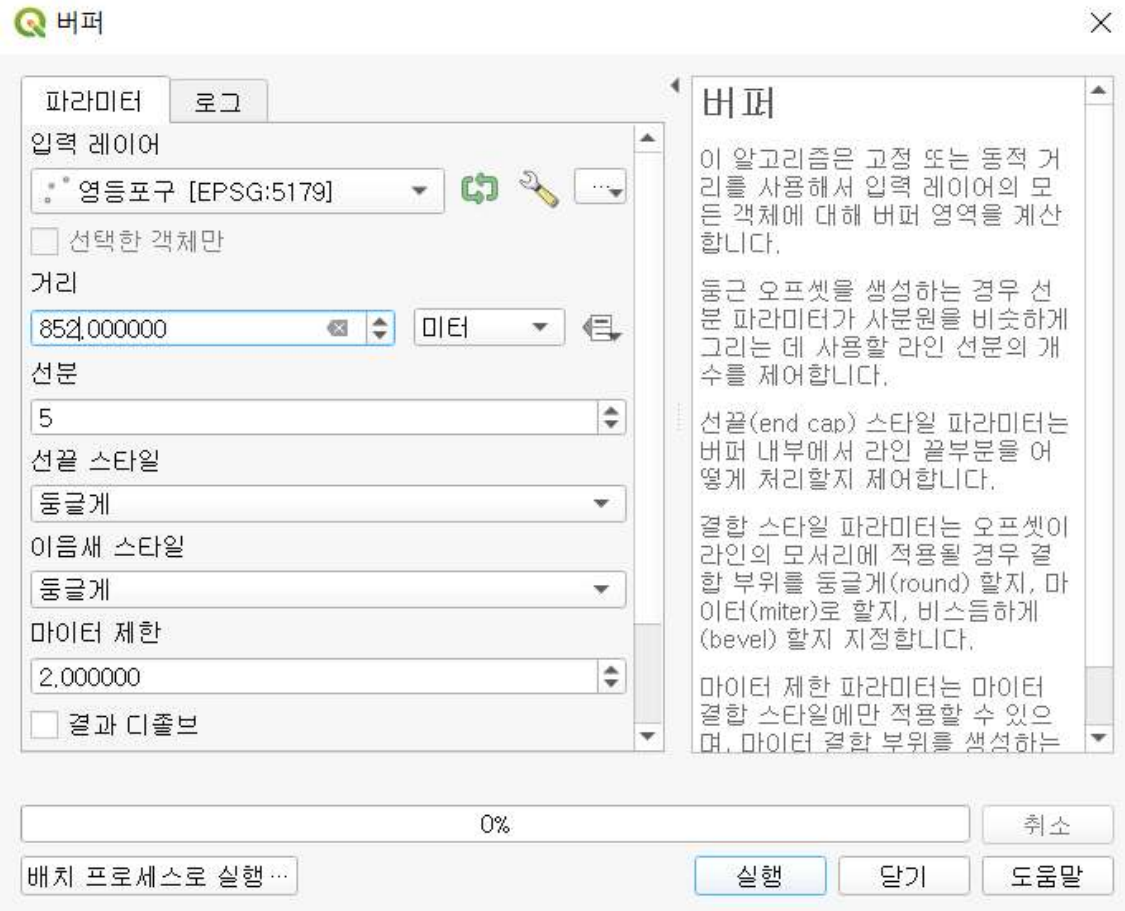 버퍼
파라미터
로그
입력 레이어
영등포구 [EPSG:5179]
…
선택한 객체만
거리
852.000000
미터
선분
5
선끝 스타일
둥글게
이음새 스타일
둥글게
마이터 제한
2.000000
결과 디졸브
버퍼
이 알고리즘은 고정 또는 동적 거
리를 사용해서 입력 레이어의 모
든 객체에 대해 버퍼 영역을 계산
합니다.
둥근 오프셋을 생성하는 경우 선
분 파라미터가 사분원을 비슷하게
그리는 데 사용할 라인 선분의 개
수를 제어합니다.
선끝(end cap) 스타일 파라미터는
버퍼 내부에서 라인 끝부분을 어
떻게 처리할지 제어합니다.
결합 스타일 파라미터는 오프셋이
라인의 모서리에 적용될 경우 결
합 부위를 둥글게(round) 할지, 마
이터(miter)로 할지, 비스듬하게
(bevel) 할지 지정합니다.
마이터 제한 파라미터는 마이터
결합 스타일에만 적용할 수 있으
며, 마이터 결합 부위를 생성하는
0%
취소
배치 프로세스로 실행…
실행
닫기
도움말